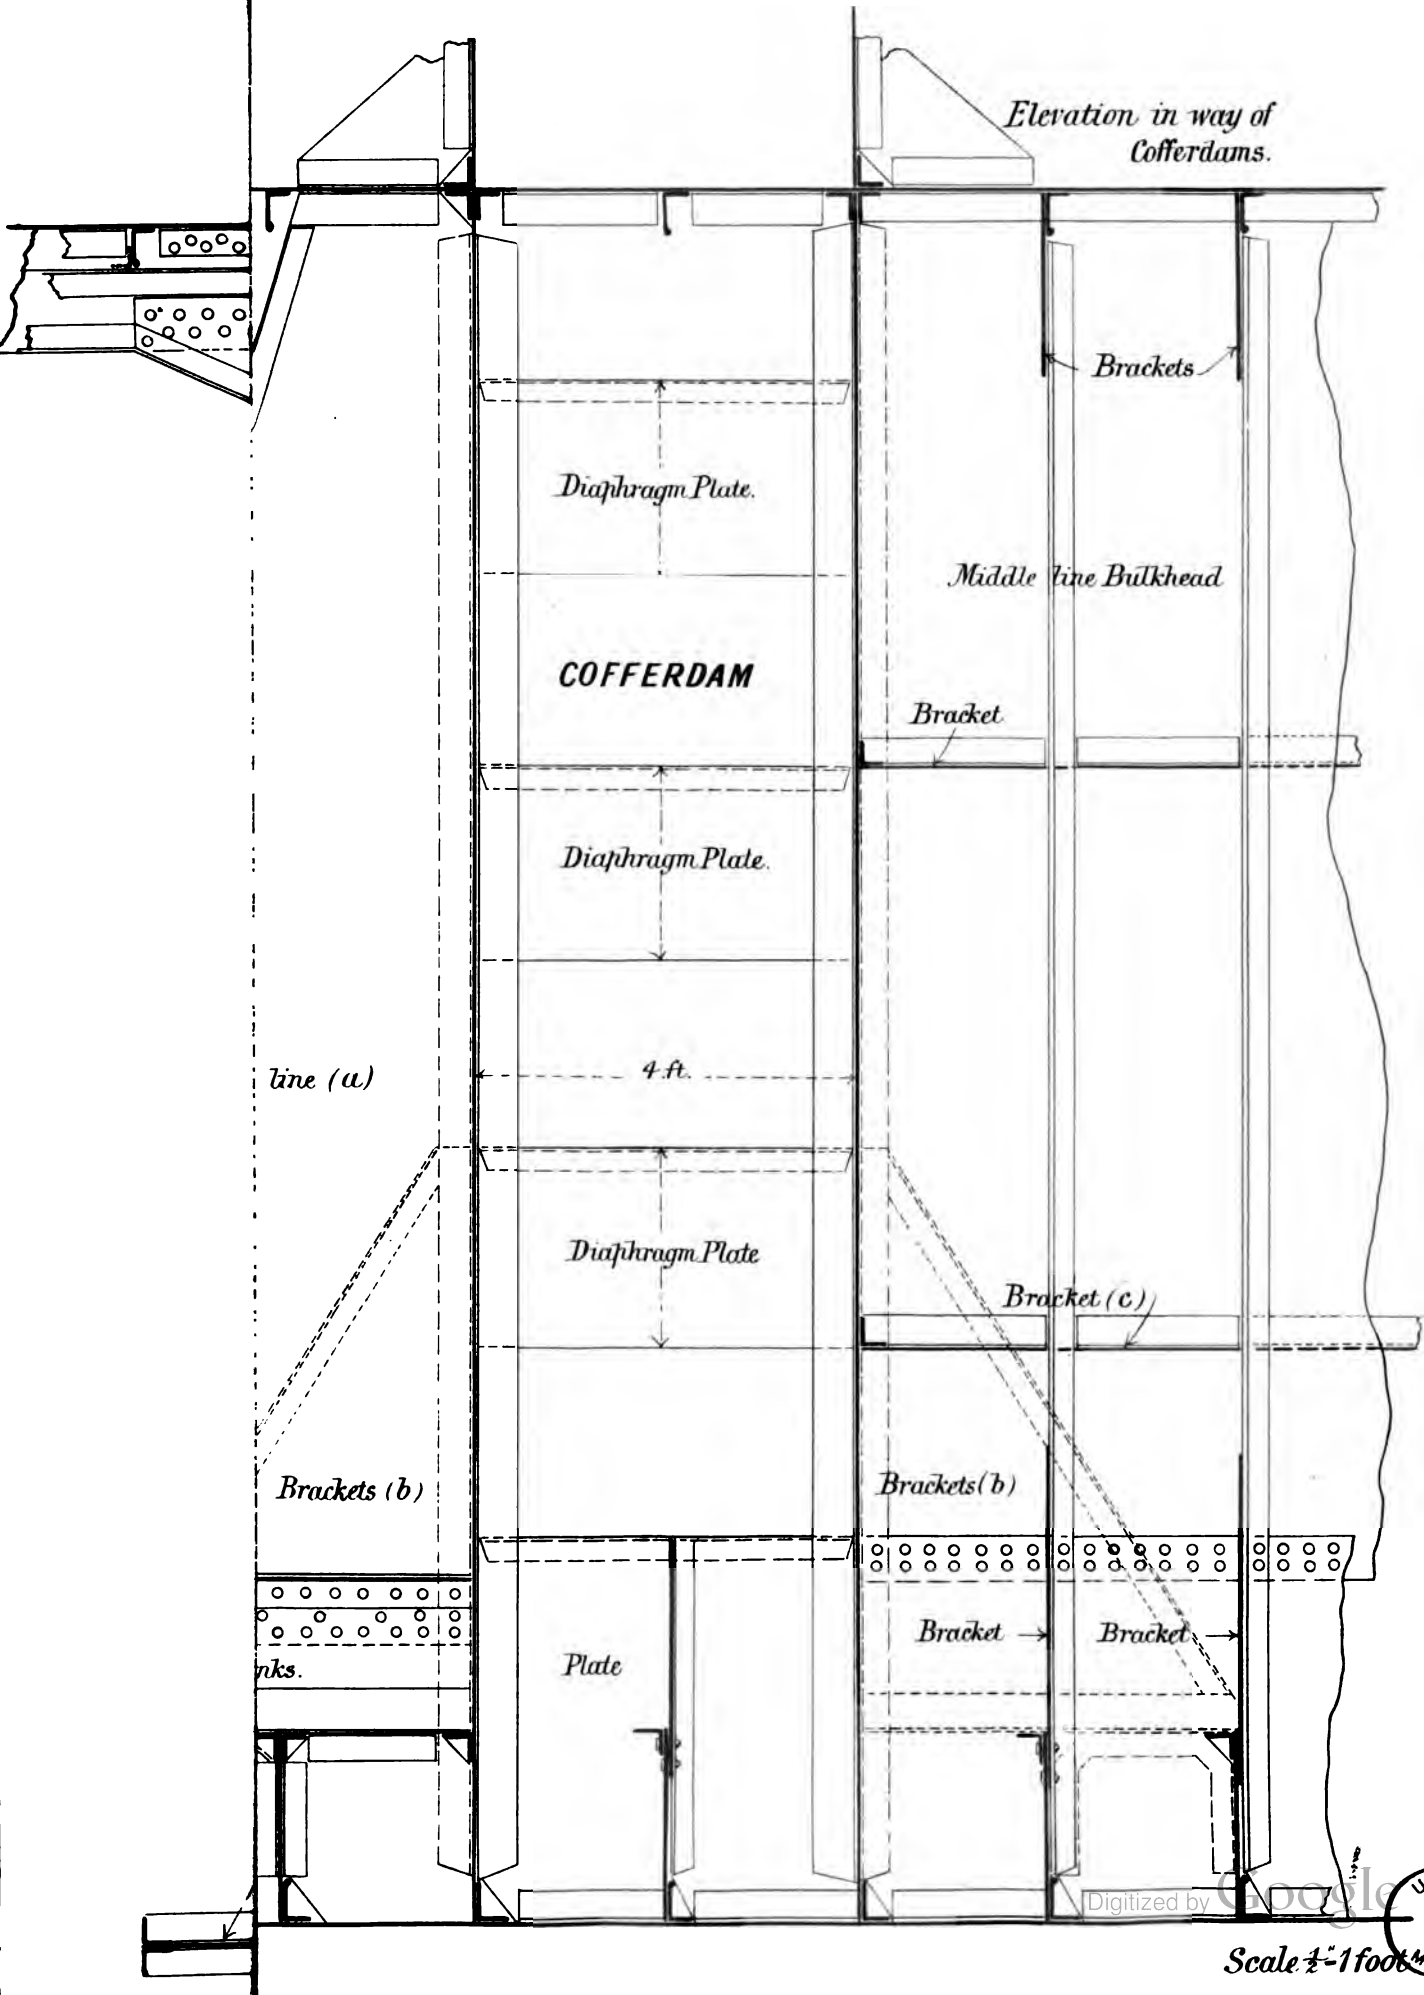 Elevation in way of
Cofferdams.
Brackets
Diaphragm Plate.
Middle line Bulkhead
COFFERDAM
Bracket
Diaphragm Plate.
line (a)
4 ft.
Diaphragm Plate
Bracket (c)
Brackets (b)
Brackets (b)
Bracket
Bracket
Plate
nks.
Digitized by Google
Scale ½"-1 foot